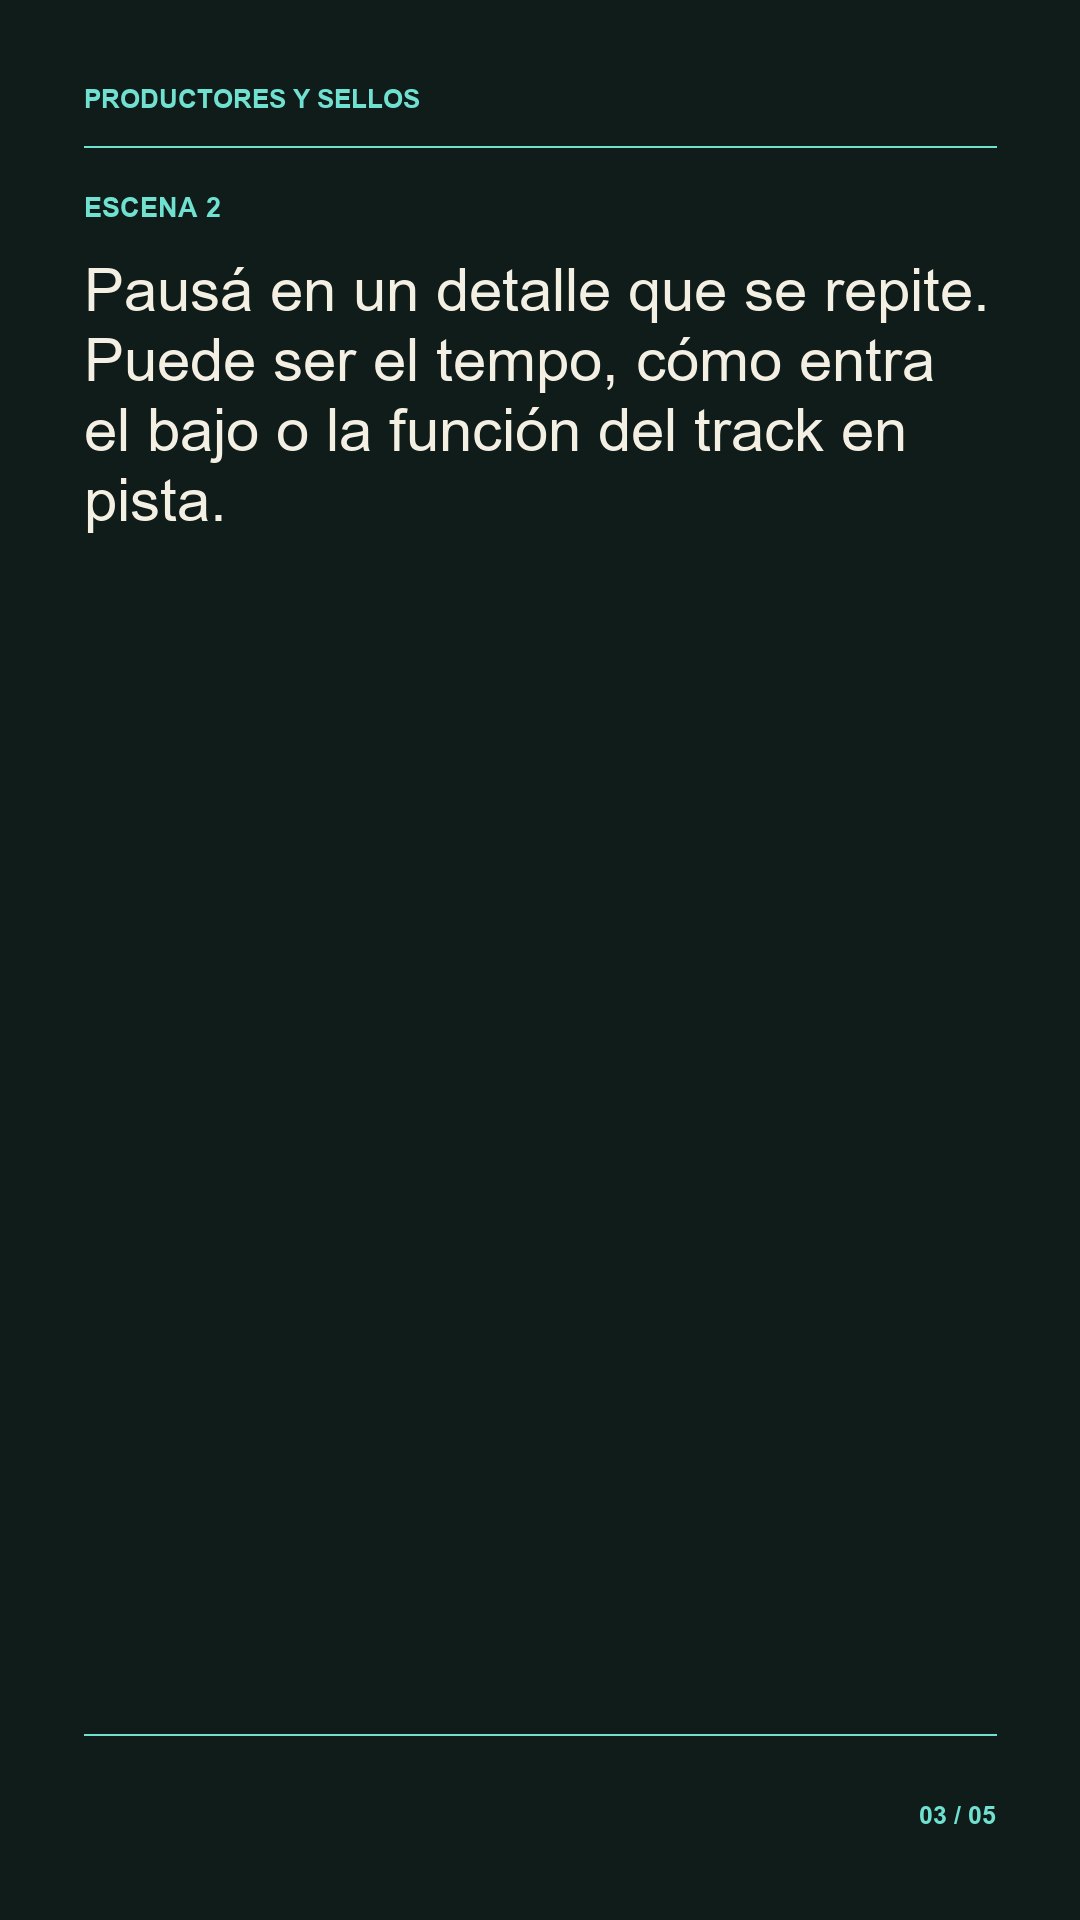 PRODUCTORES Y SELLOS
ESCENA 2
Pausá en un detalle que se repite.
Puede ser el tempo, cómo entra
el bajo o la función del track en
pista.
03 / 05